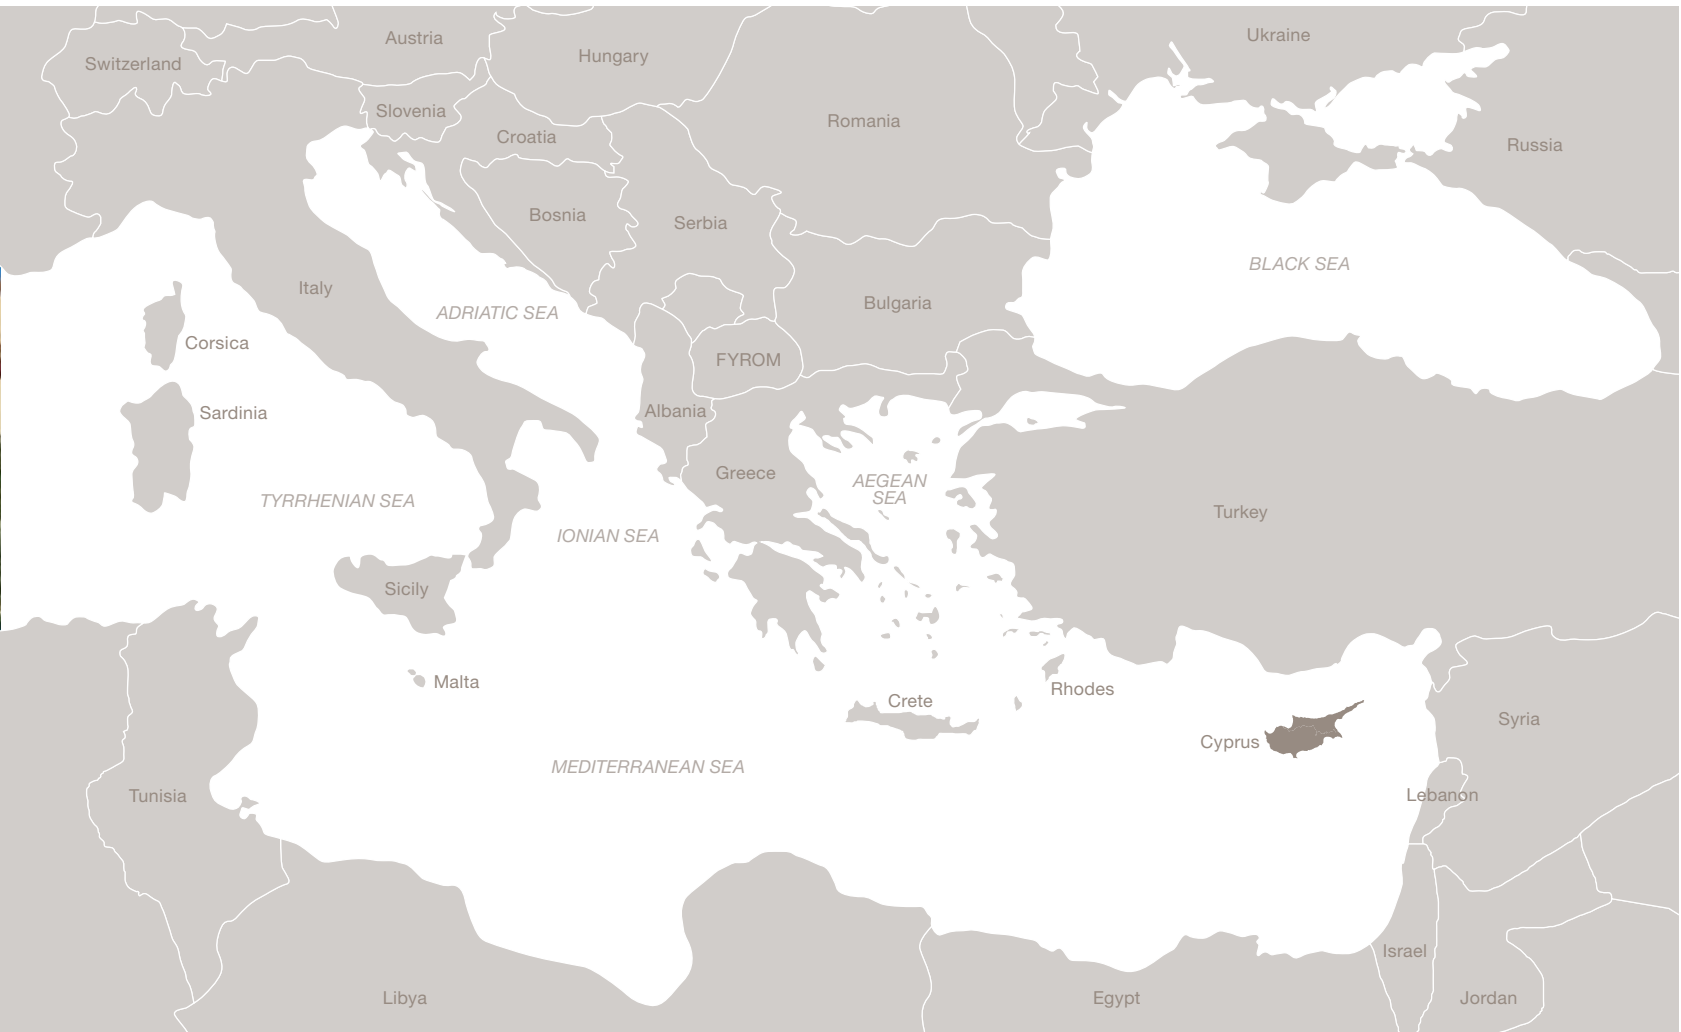 Austria
Ukraine
Switzerland
Hungary
Slovenia
Romania
Croatia
Russia
Bosnia
Serbia
BLACK SEA
Italy
Bulgaria
ADRIATIC SEA
Corsica
FYROM
Sardinia
Albania
Greece
AEGEAN
SEA
TYRRHENIAN SEA
Turkey
IONIAN SEA
Sicily
Malta
Rhodes
Crete
Syria
Cyprus
MEDITERRANEAN SEA
Tunisia
Lebanon
Israel
Libya
Egypt
Jordan